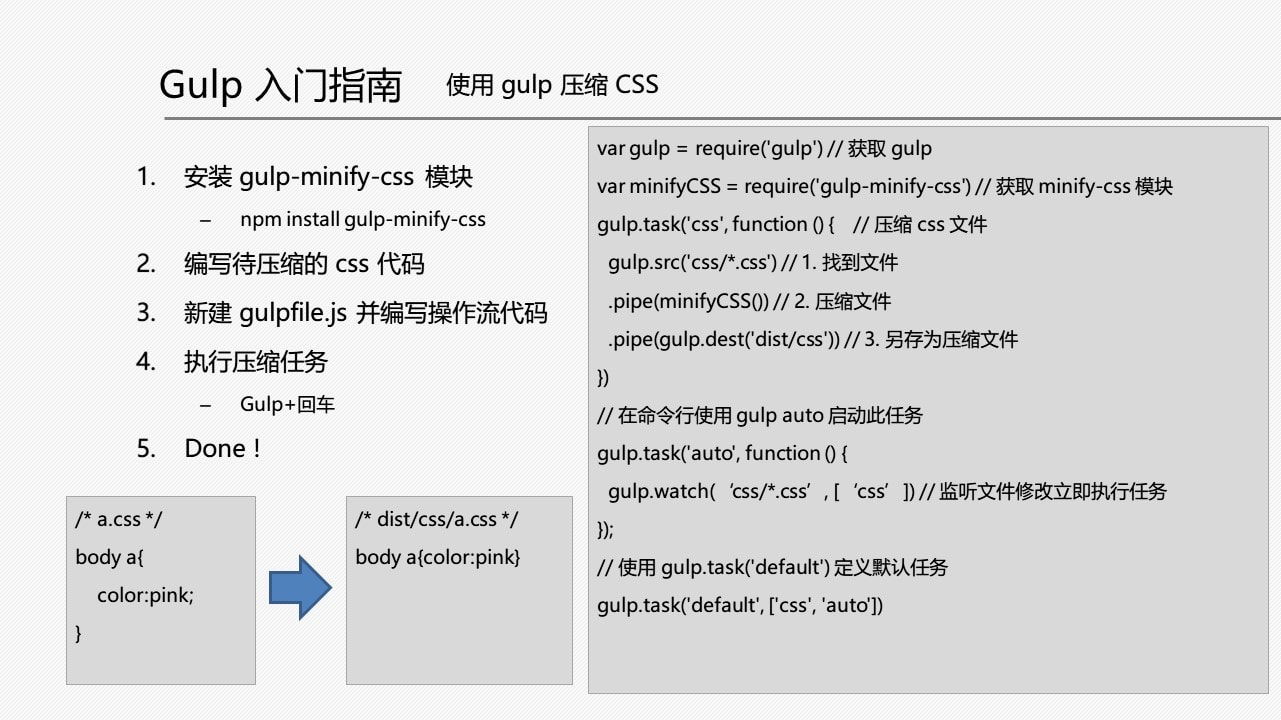 Gulp 入门指南 使用 gulp 压缩 CSS
1. 安装 gulp-minify-css 模块
– npm install gulp-minify-css
2. 编写待压缩的 css 代码
3. 新建 gulpfile.js 并编写操作流代码
4. 执行压缩任务
– Gulp+回车
5. Done！
/* a.css */
body a{
color:pink;
}
/* dist/css/a.css */
body a{color:pink}
var gulp = require('gulp') // 获取 gulp
var minifyCSS = require('gulp-minify-css') // 获取 minify-css 模块
gulp.task('css', function () { // 压缩 css 文件
gulp.src('css/*.css') // 1. 找到文件
.pipe(minifyCSS()) // 2. 压缩文件
.pipe(gulp.dest('dist/css')) // 3. 另存为压缩文件
})
// 在命令行使用 gulp auto 启动此任务
gulp.task('auto', function () {
gulp.watch(‘css/*.css’, [‘css’]) // 监听文件修改立即执行任务
});
// 使用 gulp.task('default') 定义默认任务
gulp.task('default', ['css', 'auto'])